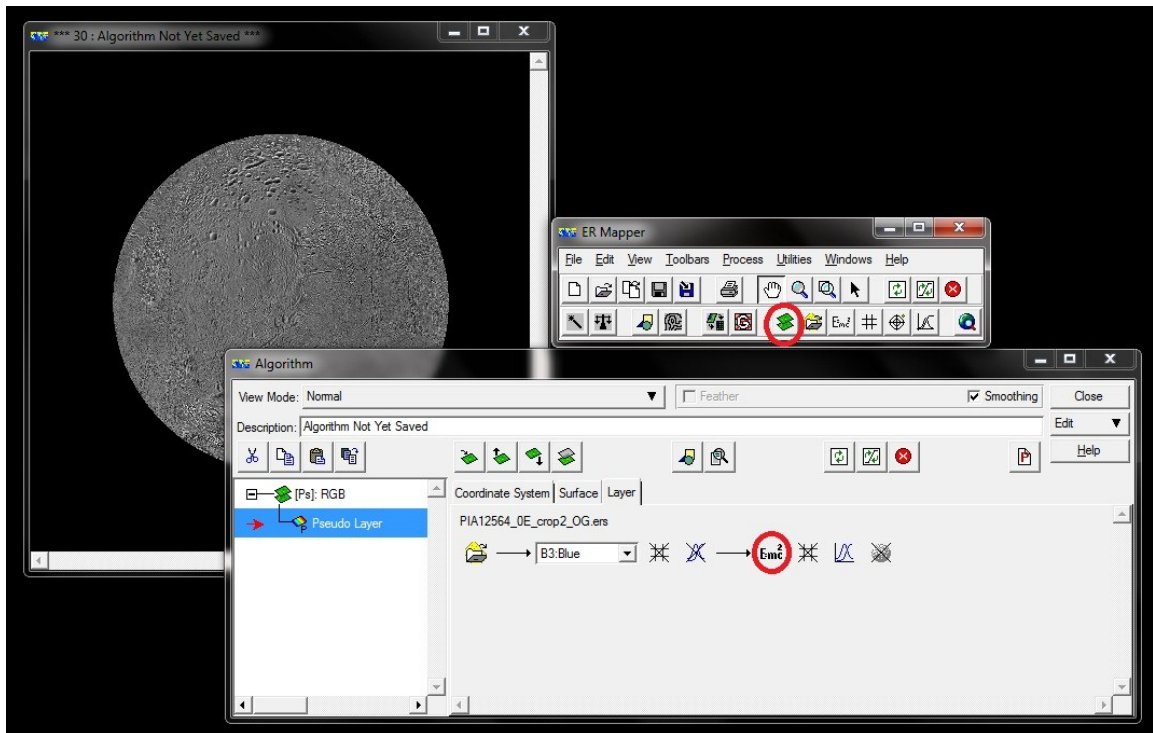 *** 30 : Algorithm Not Yet Saved ***
ER Mapper
File Edit View Toolbars Process Utilities Windows Help
Emc²
Algorithm
View Mode: Normal
Feather
Smoothing
Close
Description: Algorithm Not Yet Saved
Edit
Help
[Ps]: RGB
Pseudo Layer
Coordinate System Surface Layer
PIA12564_0E_crop2_OG.ers
B3:Blue
Emc²